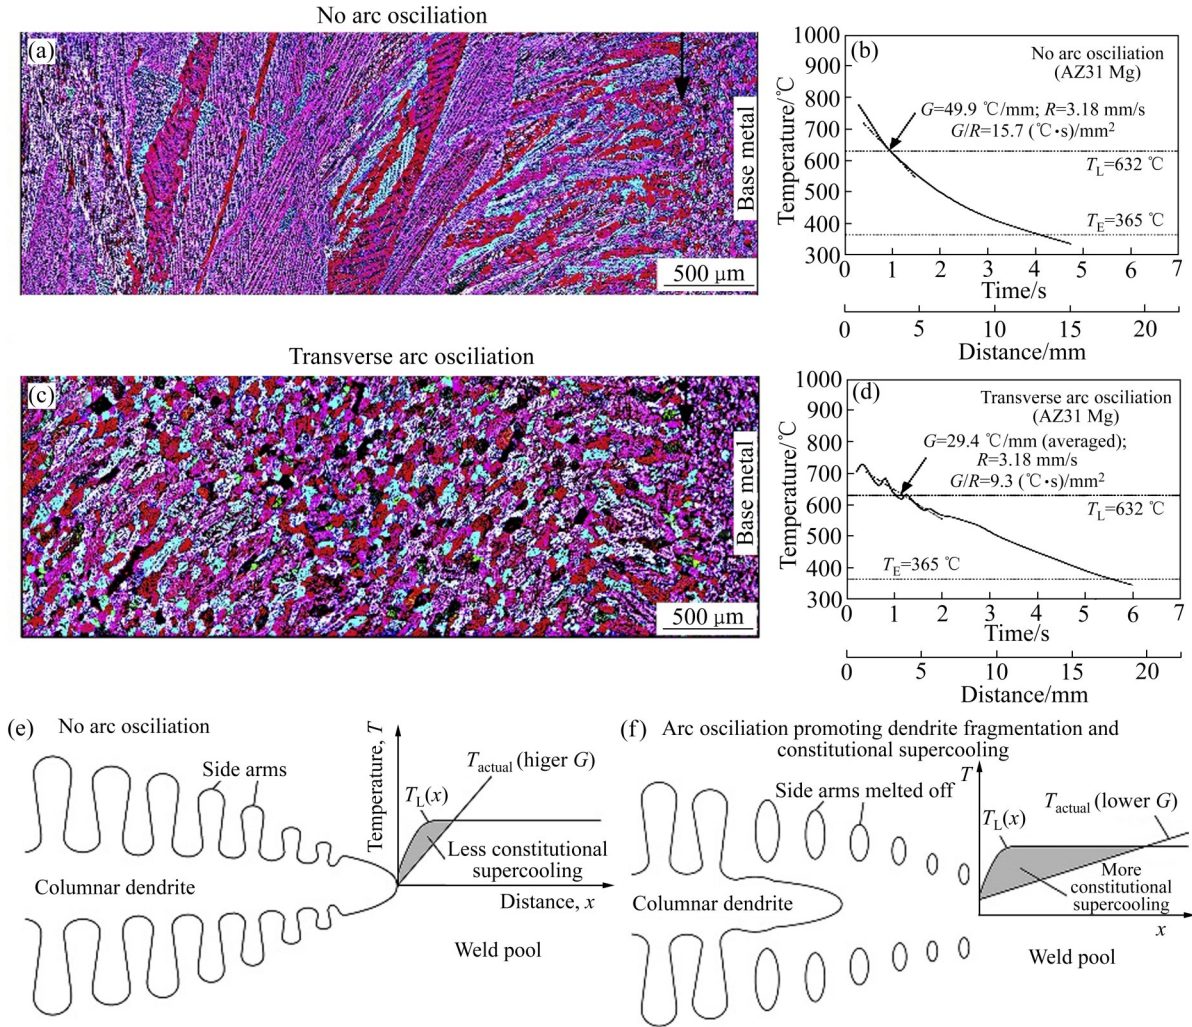 No arc osciliation
(a)
Base metal
500 μm
(b)
1000
900
800
700
600
500
400
300
Temperature/℃
No arc osciliation
(AZ31 Mg)
G=49.9 ℃/mm; R=3.18 mm/s
G/R=15.7 (℃•s)/mm²
T_L=632 ℃
T_E=365 ℃
0 1 2 3 4 5 6 7
Time/s
0 5 10 15 20
Distance/mm
Transverse arc osciliation
(c)
Base metal
500 μm
(d)
1000
900
800
700
600
500
400
300
Temperature/℃
Transverse arc osciliation
(AZ31 Mg)
G=29.4 ℃/mm (averaged);
R=3.18 mm/s
G/R=9.3 (℃•s)/mm²
T_L=632 ℃
T_E=365 ℃
0 1 2 3 4 5 6 7
Time/s
0 5 10 15 20
Distance/mm
(e)
No arc osciliation
Side arms
Columnar dendrite
Temperature, T
T_actual (higer G)
T_L(x)
Less constitutional
supercooling
Distance, x
Weld pool
(f)
Arc osciliation promoting dendrite fragmentation and
constitutional supercooling
Side arms melted off
Columnar dendrite
T
T_actual (lower G)
T_L(x)
More
constitutional
supercooling
x
Weld pool